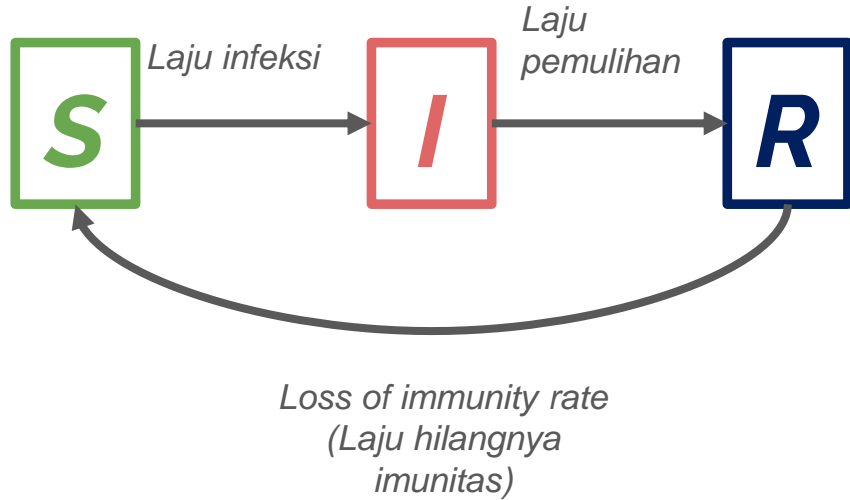 Laju infeksi
Laju
pemulihan
S
I
R
Loss of immunity rate
(Laju hilangnya
imunitas)